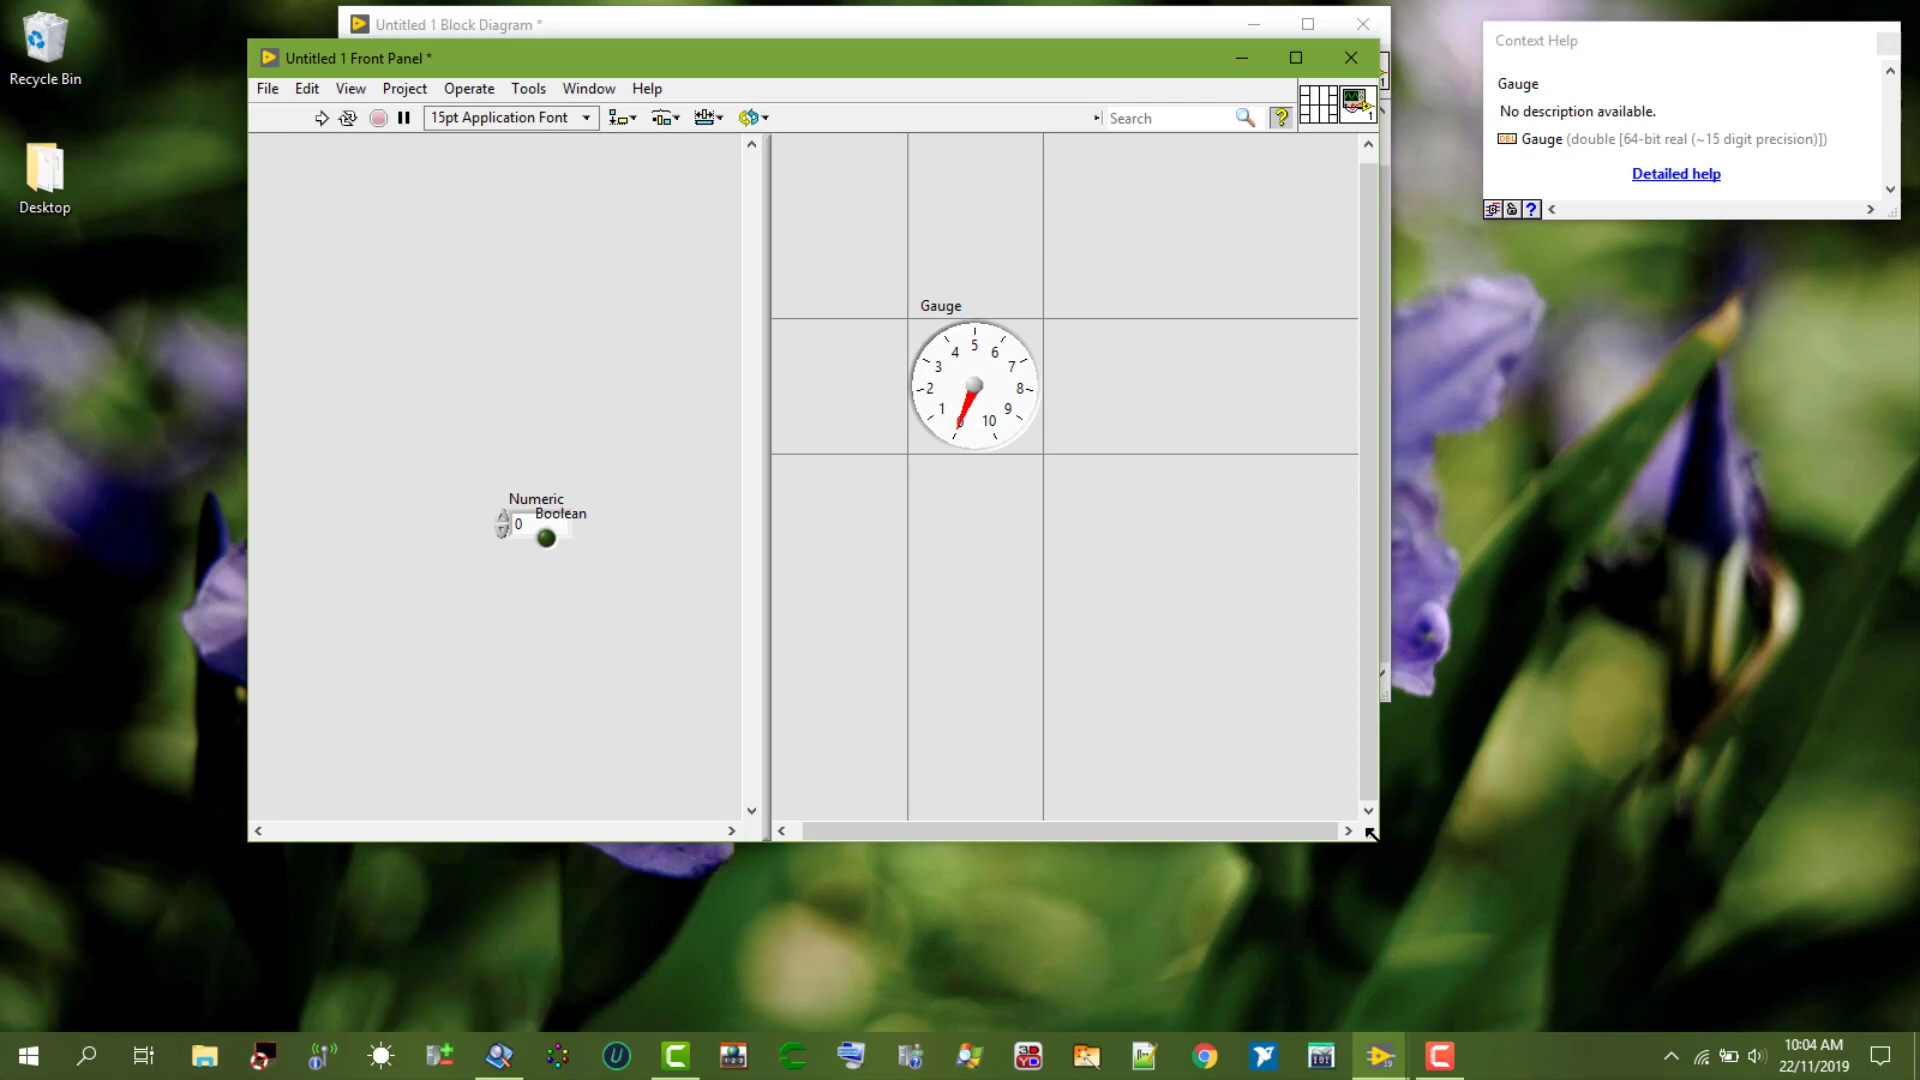 Recycle Bin
Desktop
Untitled 1 Block Diagram *
Untitled 1 Front Panel *
File Edit View Project Operate Tools Window Help
15pt Application Font
Search
?
1
Gauge
5
4 6
3 7
2 8
1 9
0 10
Numeric
Boolean
0
Context Help
Gauge
No description available.
DBL Gauge (double [64-bit real (~15 digit precision)])
Detailed help
?
10:04 AM
22/11/2019